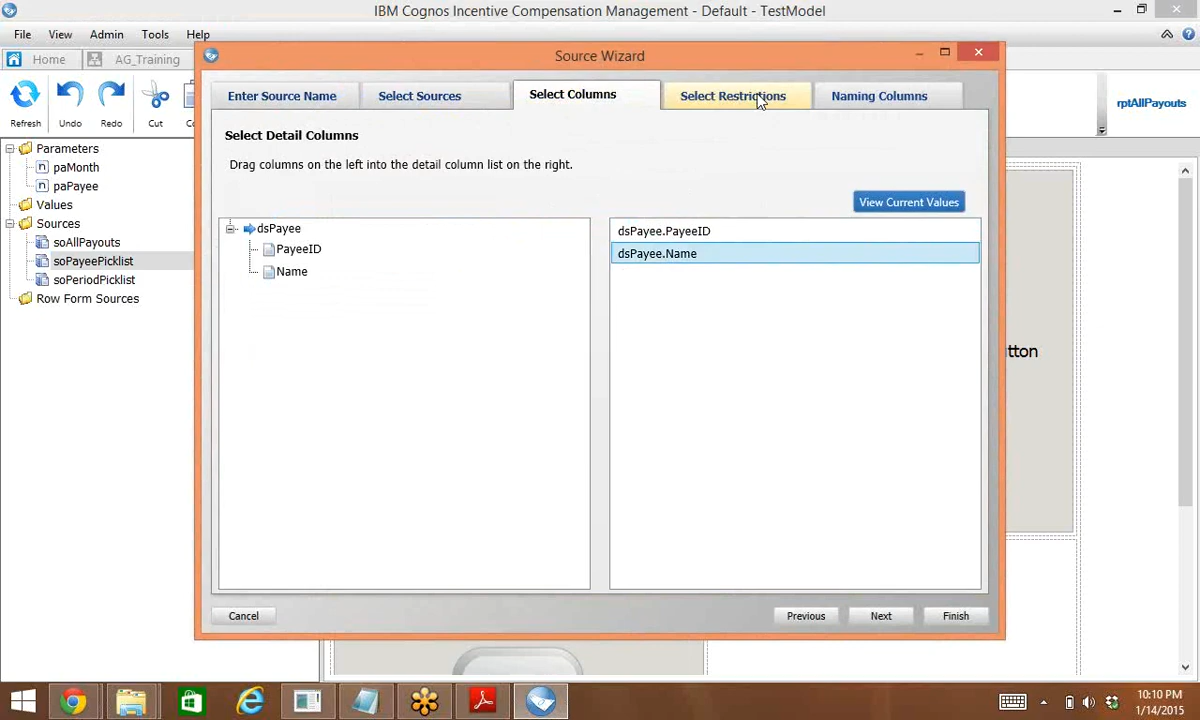 IBM Cognos Incentive Compensation Management - Default - TestModel
File View Admin Tools Help
Home AG_Training
Source Wizard
Refresh Undo Redo Cut
rptAllPayouts
Enter Source Name Select Sources Select Columns Select Restrictions Naming Columns
Select Detail Columns
Drag columns on the left into the detail column list on the right.
View Current Values
Parameters
paMonth
paPayee
Values
Sources
soAllPayouts
soPayeePicklist
soPeriodPicklist
Row Form Sources
dsPayee
PayeeID
Name
dsPayee.PayeeID
dsPayee.Name
utton
Cancel Previous Next Finish
10:10 PM
1/14/2015